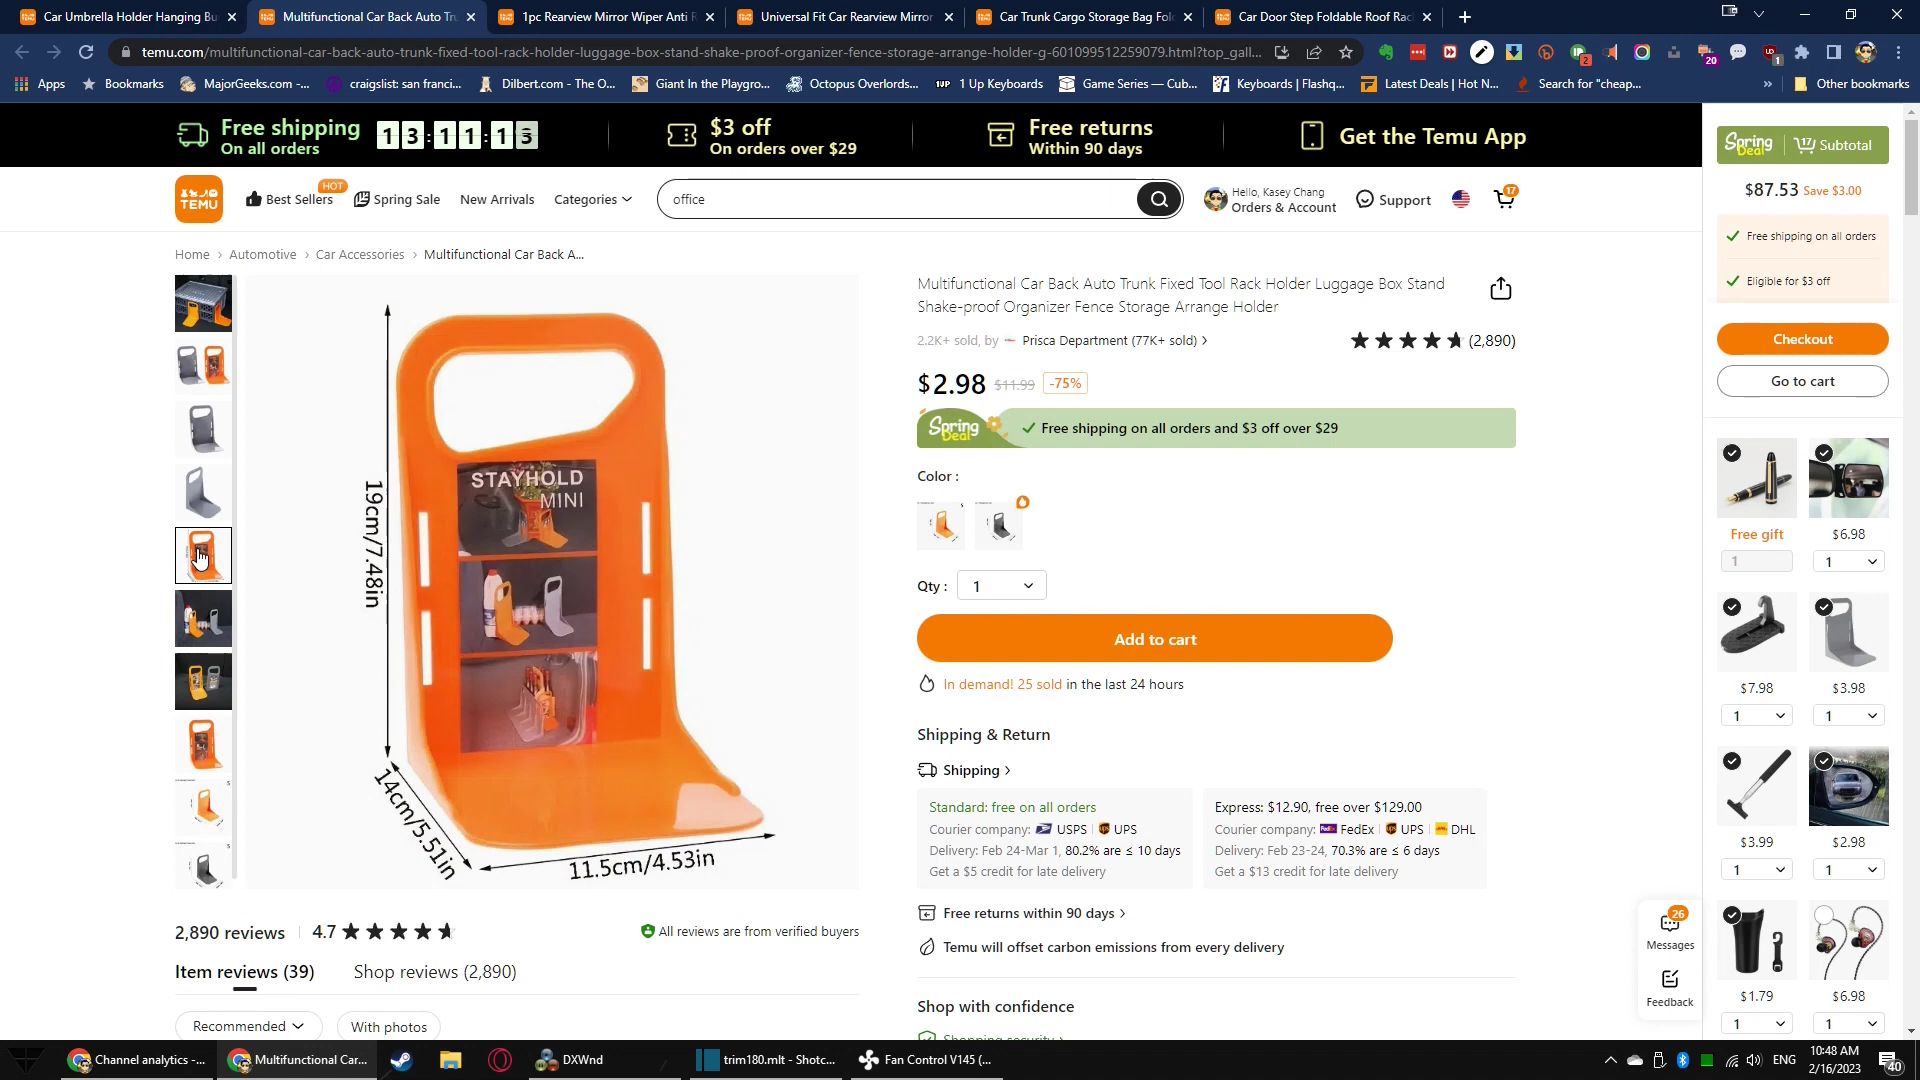 Car Umbrella Holder Hanging Bu
Multifunctional Car Back Auto Tr
1pc Rearview Mirror Wiper Anti R
Universal Fit Car Rearview Mirror
Car Trunk Cargo Storage Bag Fol
Car Door Step Foldable Roof Rac
temu.com/multifunctional-car-back-auto-trunk-fixed-tool-rack-holder-luggage-box-stand-shake-proof-organizer-fence-storage-arrange-holder-g-601099512259079.html?top_gall...
Apps
Bookmarks
MajorGeeks.com -...
craigslist: san franci...
Dilbert.com - The O...
Giant In the Playgro...
Octopus Overlords...
1UP 1 Up Keyboards
Game Series — Cub...
Keyboards | Flashq...
Latest Deals | Hot N...
Search for "cheap...
Other bookmarks
Free shipping
On all orders
13:11:13
$3 off
On orders over $29
Free returns
Within 90 days
Get the Temu App
TEMU
Best Sellers
HOT
Spring Sale
New Arrivals
Categories
office
Hello, Kasey Chang
Orders & Account
Support
17
Home › Automotive › Car Accessories › Multifunctional Car Back A...
19cm/7.48in
14cm/5.51in
11.5cm/4.53in
STAYHOLD
MINI
Multifunctional Car Back Auto Trunk Fixed Tool Rack Holder Luggage Box Stand
Shake-proof Organizer Fence Storage Arrange Holder
2.2K+ sold, by Prisca Department (77K+ sold) ›
(2,890)
$2.98 $11.99 -75%
Spring Deal
Free shipping on all orders and $3 off over $29
Color :
Qty : 1
Add to cart
In demand! 25 sold in the last 24 hours
Shipping & Return
Shipping ›
Standard: free on all orders
Courier company: USPS | UPS
Delivery: Feb 24-Mar 1, 80.2% are ≤ 10 days
Get a $5 credit for late delivery
Express: $12.90, free over $129.00
Courier company: FedEx | UPS | DHL
Delivery: Feb 23-24, 70.3% are ≤ 6 days
Get a $13 credit for late delivery
Free returns within 90 days ›
Temu will offset carbon emissions from every delivery
Shop with confidence
Shopping security ›
2,890 reviews
4.7
All reviews are from verified buyers
Item reviews (39)
Shop reviews (2,890)
Recommended
With photos
Spring Deal
17 Subtotal
$87.53 Save $3.00
Free shipping on all orders
Eligible for $3 off
Checkout
Go to cart
Free gift
$6.98
1
1
$7.98
$3.98
1
1
$3.99
$2.98
1
1
$1.79
$6.98
1
1
26
Messages
Feedback
Channel analytics -...
Multifunctional Car...
DXWnd
trim180.mlt - Shotc...
Fan Control V145 (...
ENG
10:48 AM
2/16/2023
40